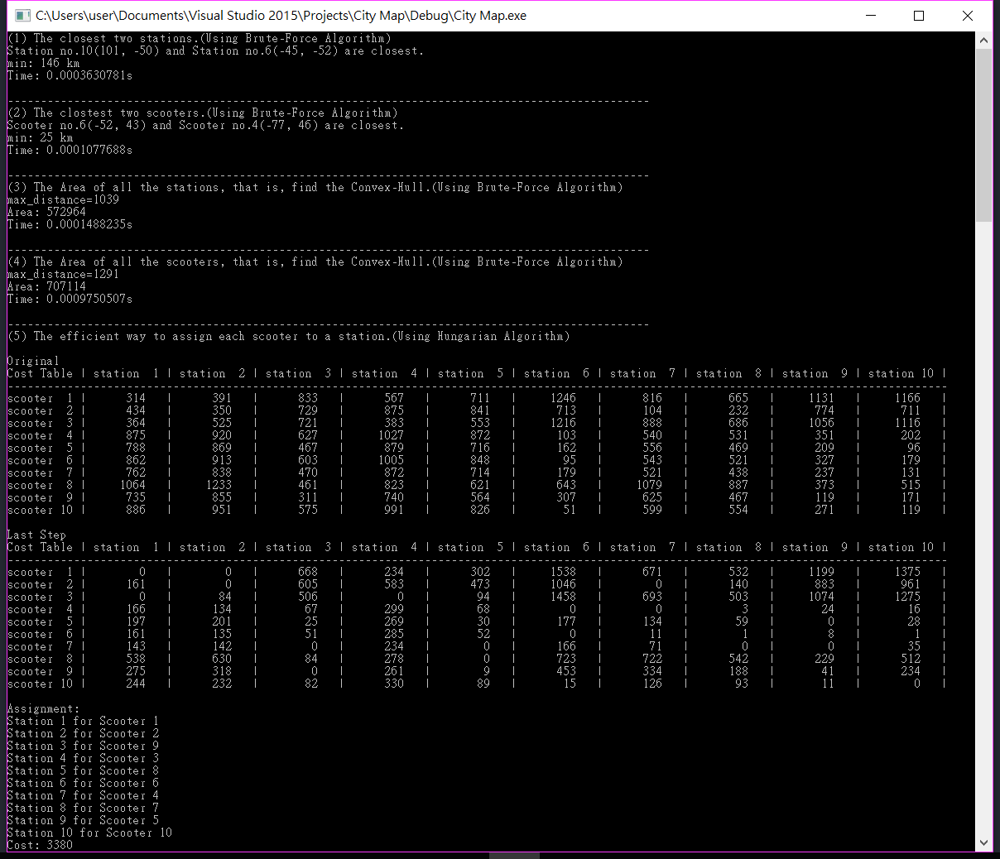 C:\Users\user\Documents\Visual Studio 2015\Projects\City Map\Debug\City Map.exe
(1) The closest two stations.(Using Brute-Force Algorithm)
Station no.10(101, -50) and Station no.6(-45, -52) are closest.
min: 146 km
Time: 0.0003630781s
-------------------------------------------------------------------------------------------------
(2) The clostest two scooters.(Using Brute-Force Algorithm)
Scooter no.6(-52, 43) and Scooter no.4(-77, 46) are closest.
min: 25 km
Time: 0.0001077688s
-------------------------------------------------------------------------------------------------
(3) The Area of all the stations, that is, find the Convex-Hull.(Using Brute-Force Algorithm)
max_distance=1039
Area: 572964
Time: 0.0001488235s
-------------------------------------------------------------------------------------------------
(4) The Area of all the scooters, that is, find the Convex-Hull.(Using Brute-Force Algorithm)
max_distance=1291
Area: 707114
Time: 0.0009750507s
-------------------------------------------------------------------------------------------------
(5) The efficient way to assign each scooter to a station.(Using Hungarian Algorithm)
Original
Cost Table | station  1 | station  2 | station  3 | station  4 | station  5 | station  6 | station  7 | station  8 | station  9 | station 10 |
----------------------------------------------------------------------------------------------------------------------------------------------
scooter  1 |      314   |      391   |      833   |      567   |      711   |     1246   |      816   |      665   |     1131   |     1166   |
scooter  2 |      434   |      350   |      729   |      875   |      841   |      713   |      104   |      232   |      774   |      711   |
scooter  3 |      364   |      525   |      721   |      383   |      553   |     1216   |      888   |      686   |     1056   |     1116   |
scooter  4 |      875   |      920   |      627   |     1027   |      872   |      103   |      540   |      531   |      351   |      202   |
scooter  5 |      788   |      869   |      467   |      879   |      716   |      162   |      556   |      469   |      209   |       96   |
scooter  6 |      862   |      913   |      603   |     1005   |      848   |       95   |      543   |      521   |      327   |      179   |
scooter  7 |      762   |      838   |      470   |      872   |      714   |      179   |      521   |      438   |      237   |      131   |
scooter  8 |     1064   |     1233   |      461   |      823   |      621   |      643   |     1079   |      887   |      373   |      515   |
scooter  9 |      735   |      855   |      311   |      740   |      564   |      307   |      625   |      467   |      119   |      171   |
scooter 10 |      886   |      951   |      575   |      991   |      826   |       51   |      599   |      554   |      271   |      119   |
Last Step
Cost Table | station  1 | station  2 | station  3 | station  4 | station  5 | station  6 | station  7 | station  8 | station  9 | station 10 |
----------------------------------------------------------------------------------------------------------------------------------------------
scooter  1 |        0   |        0   |      668   |      234   |      302   |     1538   |      671   |      532   |     1199   |     1375   |
scooter  2 |      161   |        0   |      605   |      583   |      473   |     1046   |        0   |      140   |      883   |      961   |
scooter  3 |        0   |       84   |      506   |        0   |       94   |     1458   |      693   |      503   |     1074   |     1275   |
scooter  4 |      166   |      134   |       67   |      299   |       68   |        0   |        0   |        3   |       24   |       16   |
scooter  5 |      197   |      201   |       25   |      269   |       30   |      177   |      134   |       59   |        0   |       28   |
scooter  6 |      161   |      135   |       51   |      285   |       52   |        0   |       11   |        1   |        8   |        1   |
scooter  7 |      143   |      142   |        0   |      234   |        0   |      166   |       71   |        0   |        0   |       35   |
scooter  8 |      538   |      630   |       84   |      278   |        0   |      723   |      722   |      542   |      229   |      512   |
scooter  9 |      275   |      318   |        0   |      261   |        9   |      453   |      334   |      188   |       41   |      234   |
scooter 10 |      244   |      232   |       82   |      330   |       89   |       15   |      126   |       93   |       11   |        0   |
Assignment:
Station 1 for Scooter 1
Station 2 for Scooter 2
Station 3 for Scooter 9
Station 4 for Scooter 3
Station 5 for Scooter 8
Station 6 for Scooter 6
Station 7 for Scooter 4
Station 8 for Scooter 7
Station 9 for Scooter 5
Station 10 for Scooter 10
Cost: 3380